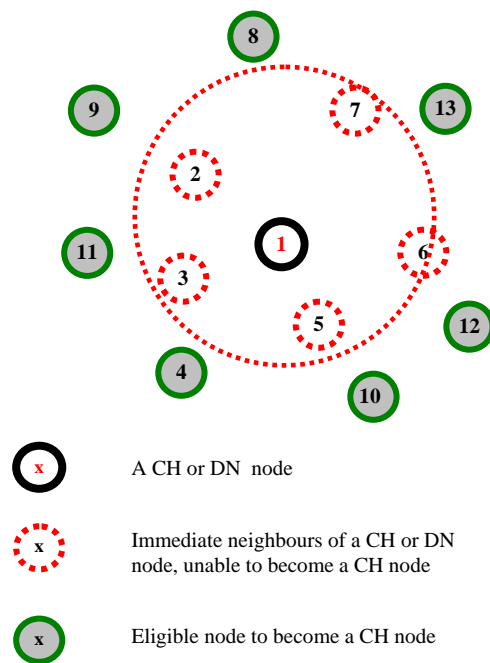 8
7
13
9
2
1
6
3
11
5
12
4
10
x
A CH or DN node
x
Immediate neighbours of a CH or DN
node, unable to become a CH node
x
Eligible node to become a CH node